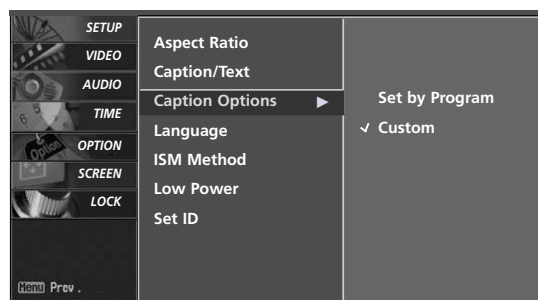 SETUP
VIDEO
AUDIO
TIME
OPTION
SCREEN
LOCK
Menu Prev.
Aspect Ratio
Caption/Text
Caption Options ►
Language
ISM Method
Low Power
Set ID
Set by Program
✓ Custom